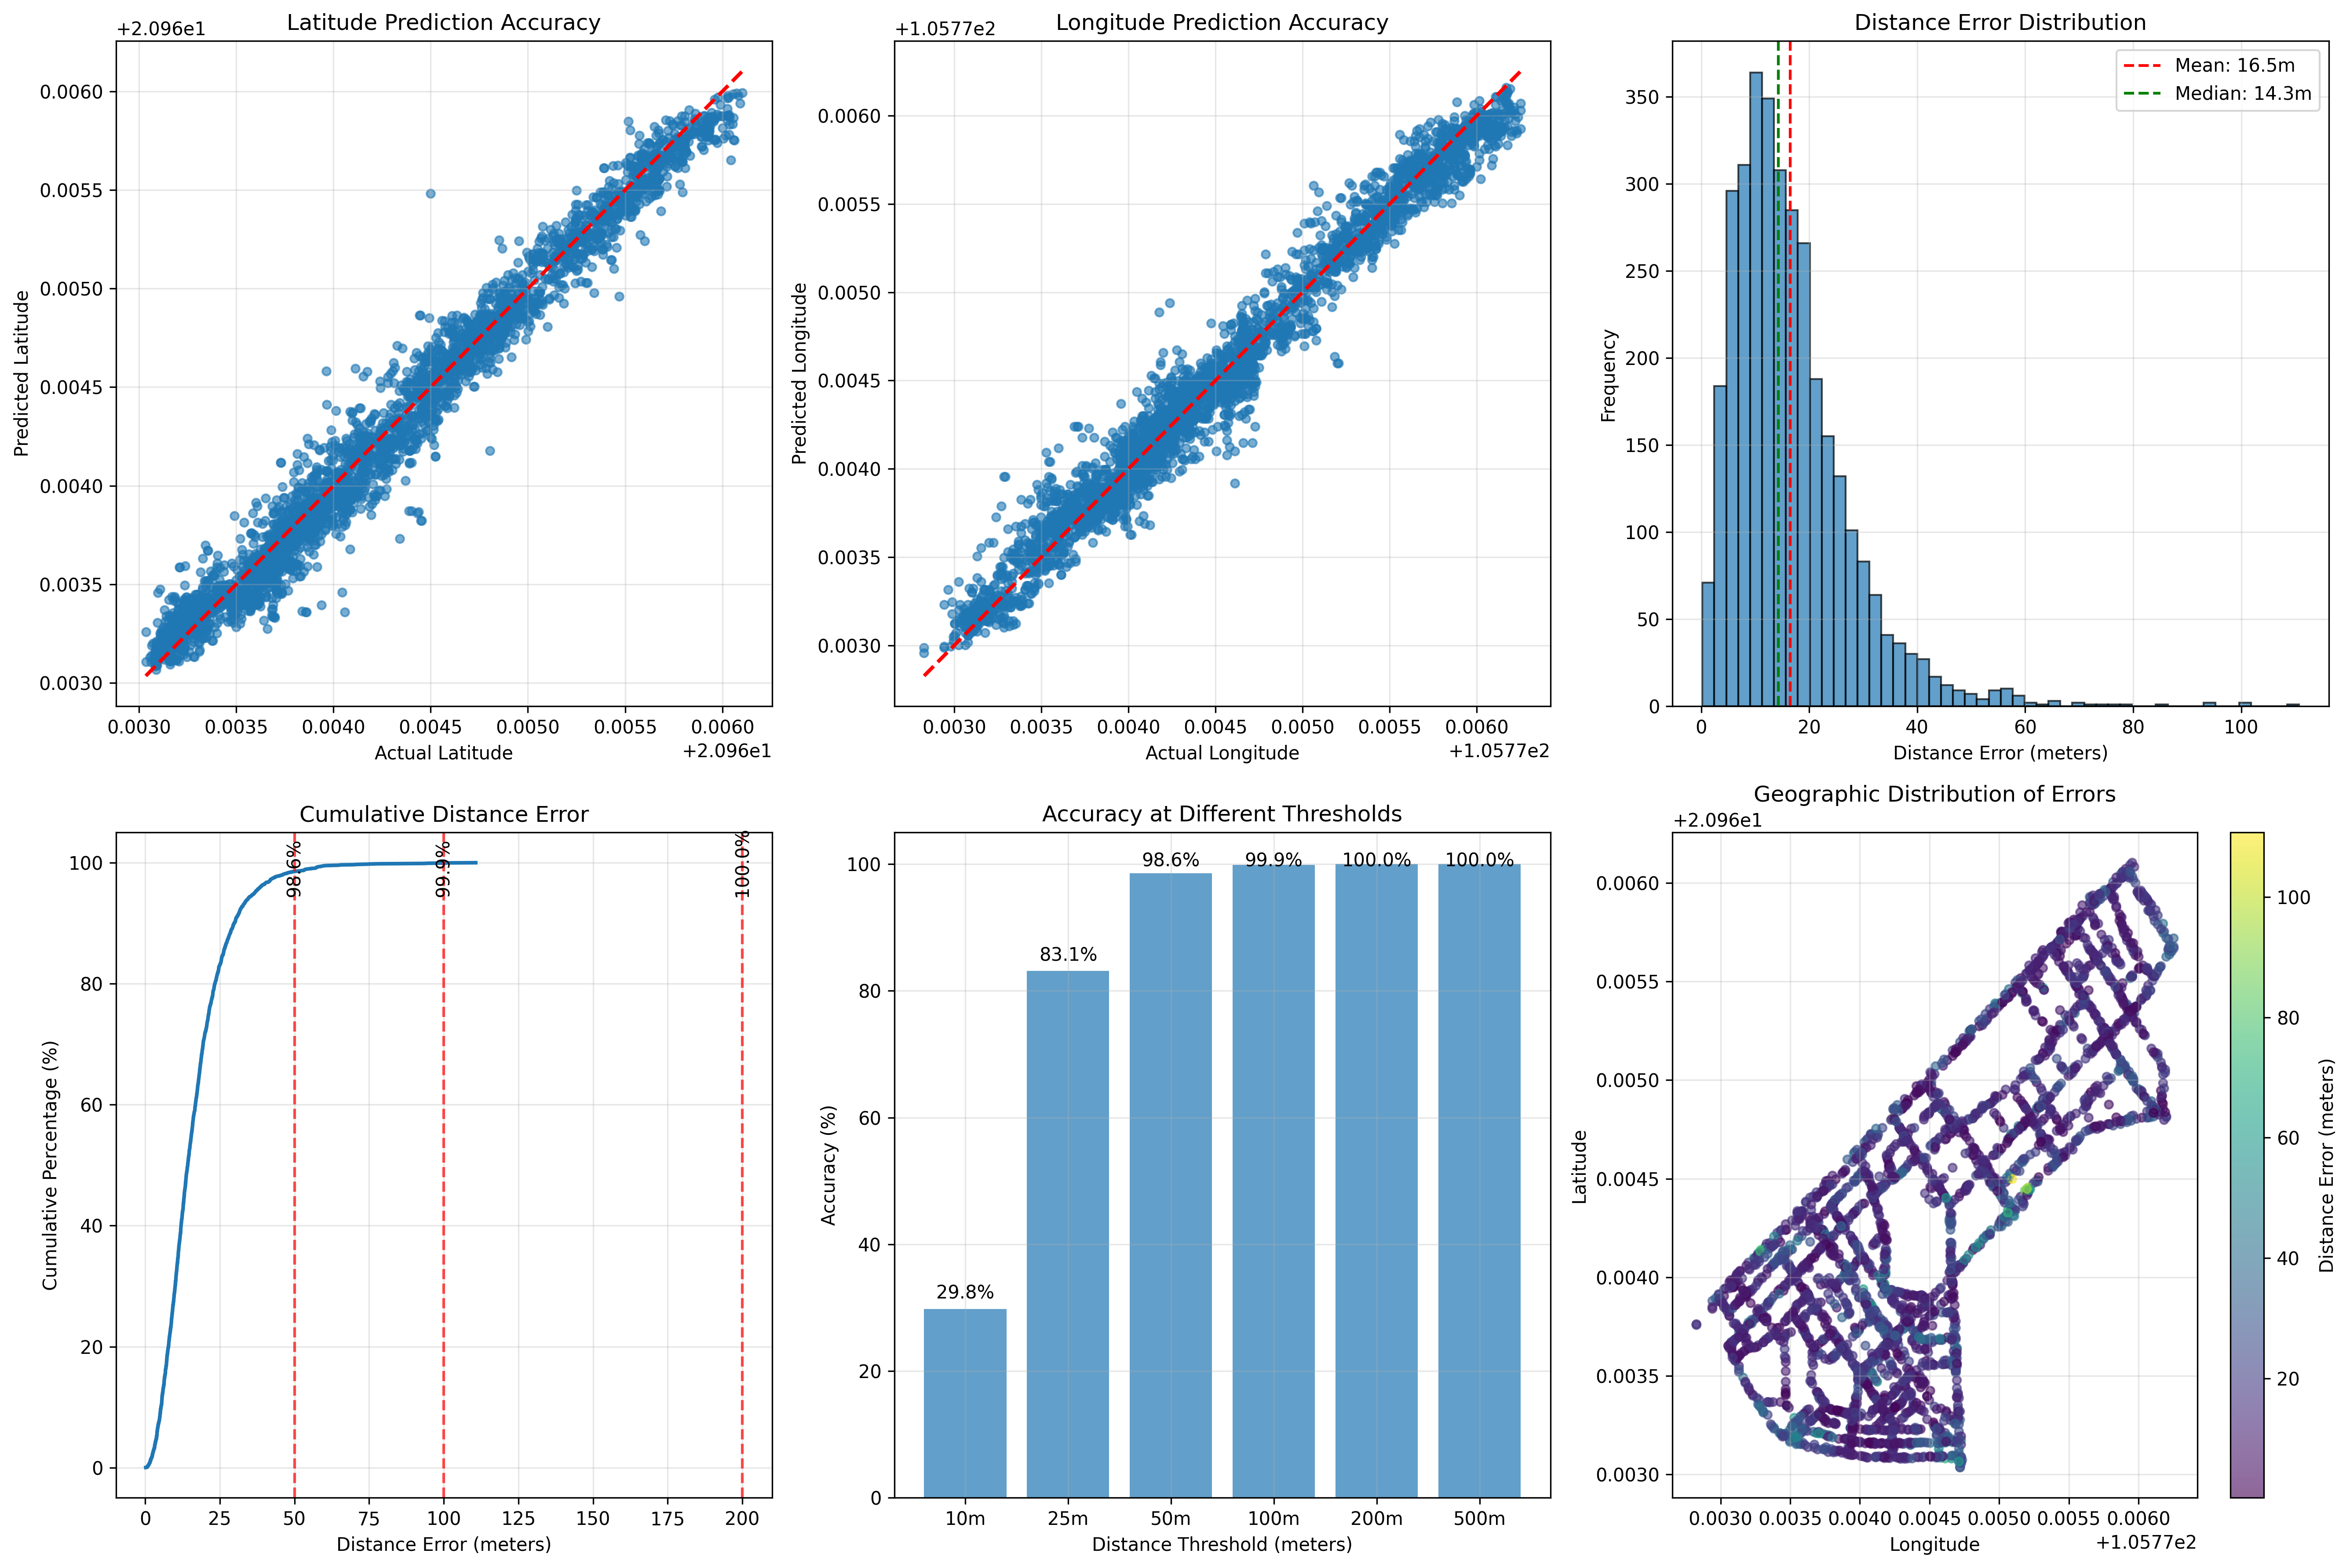 Latitude Prediction Accuracy
+2.096e1
0.0060
0.0055
0.0050
0.0045
0.0040
0.0035
0.0030
Predicted Latitude
0.0030 0.0035 0.0040 0.0045 0.0050 0.0055 0.0060
Actual Latitude
+2.096e1
Longitude Prediction Accuracy
+1.0577e2
0.0060
0.0055
0.0050
0.0045
0.0040
0.0035
0.0030
Predicted Longitude
0.0030 0.0035 0.0040 0.0045 0.0050 0.0055 0.0060
Actual Longitude
+1.0577e2
Distance Error Distribution
Mean: 16.5m
Median: 14.3m
350
300
250
200
150
100
50
0
Frequency
0 20 40 60 80 100
Distance Error (meters)
Cumulative Distance Error
98.6%
99.9%
100.0%
100
80
60
40
20
0
Cumulative Percentage (%)
0 25 50 75 100 125 150 175 200
Distance Error (meters)
Accuracy at Different Thresholds
29.8%
83.1%
98.6%
99.9%
100.0%
100.0%
100
80
60
40
20
0
Accuracy (%)
10m 25m 50m 100m 200m 500m
Distance Threshold (meters)
Geographic Distribution of Errors
+2.096e1
0.0060
0.0055
0.0050
0.0045
0.0040
0.0035
0.0030
Latitude
0.0030 0.0035 0.0040 0.0045 0.0050 0.0055 0.0060
Longitude
+1.0577e2
100
80
60
40
20
Distance Error (meters)